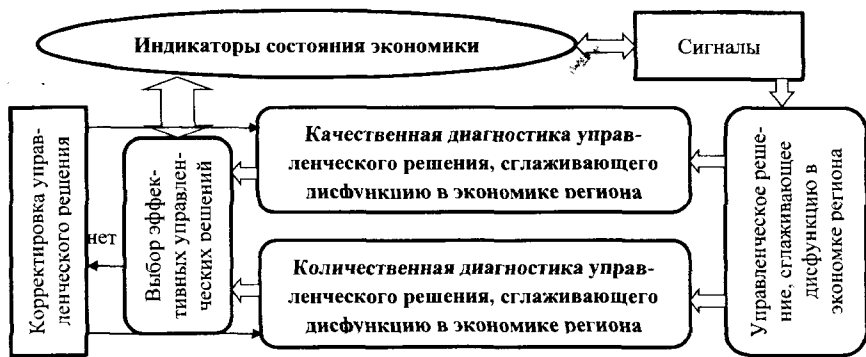 Индикаторы состояния экономики
Сигналы
Корректировка управ-
ленческого решения
нет
Выбор эффек-
тивных управлен-
ческих решений
Качественная диагностика управ-
ленческого решения, сглаживающего
дисфункцию в экономике региона
Количественная диагностика управ-
ленческого решения, сглаживающего
дисфункцию в экономике региона
Управленческое реше-
ние, сглаживающее
дисфункцию в
экономке региона